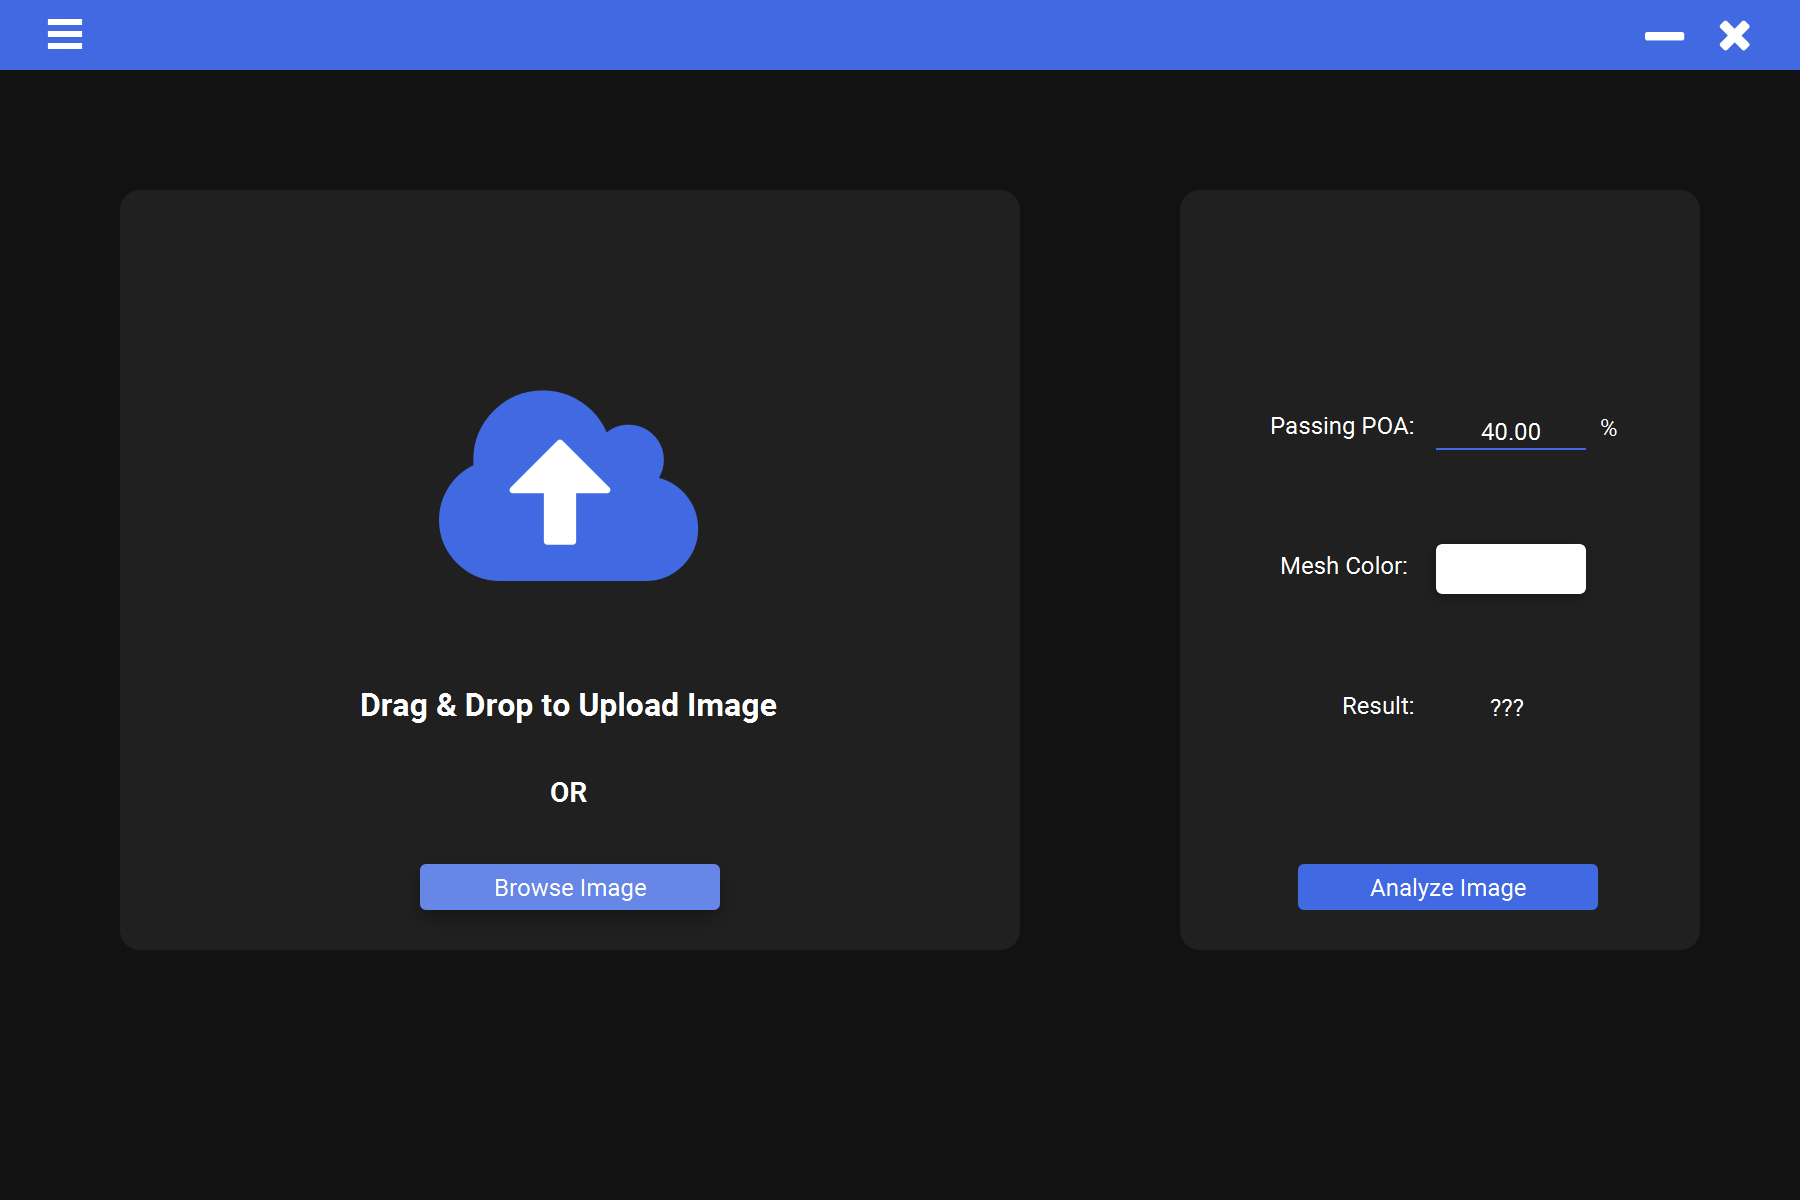 Drag & Drop to Upload Image
OR
Browse Image
Passing POA: 40.00 %
Mesh Color:
Result: ???
Analyze Image